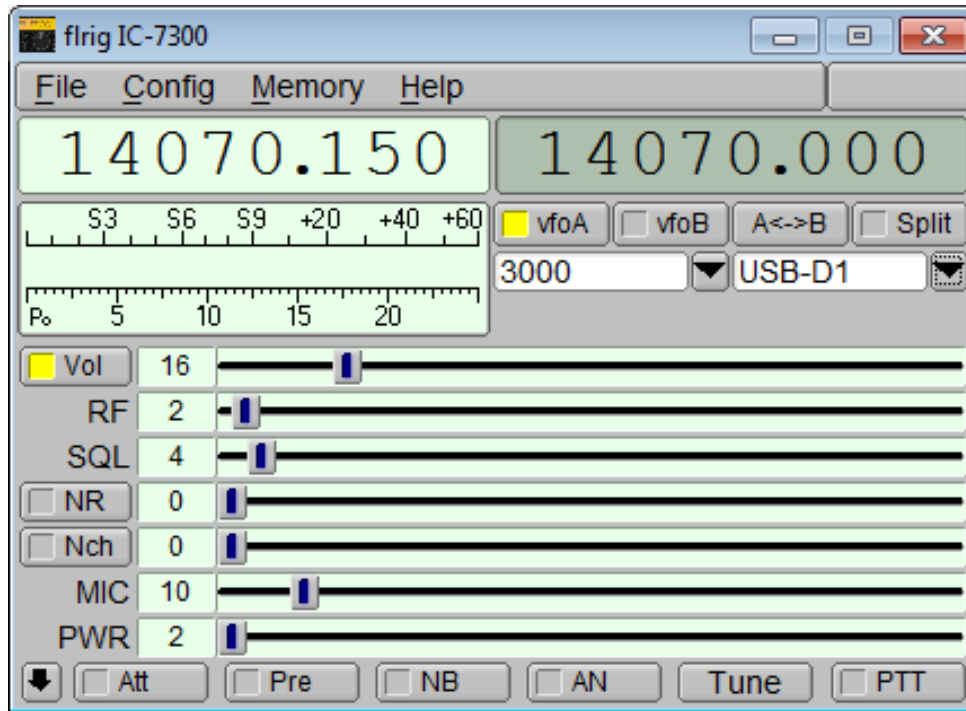 flrig IC-7300
File Config Memory Help
14070.150 14070.000
S3 S6 S9 +20 +40 +60
vfoA vfoB A<->B Split
3000 USB-D1
Po 5 10 15 20
Vol 16
RF 2
SQL 4
NR 0
Nch 0
MIC 10
PWR 2
Att Pre NB AN Tune PTT